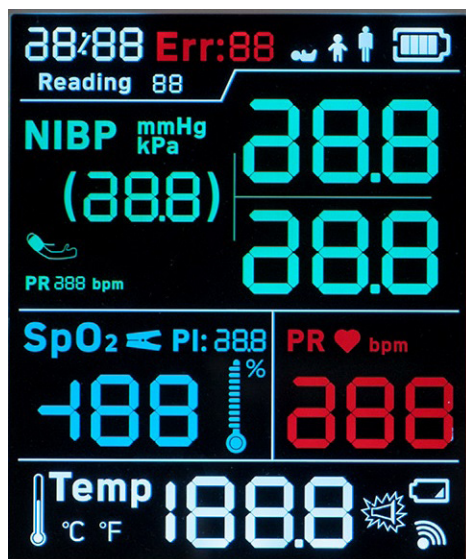 88:88 Err:88
Reading 88
NIBP mmHg
kPa
88.8
(88.8)
88.8
PR 888 bpm
SpO₂ PI: 88.8
188 %
PR ♥ bpm
888
Temp 188.8
°C °F